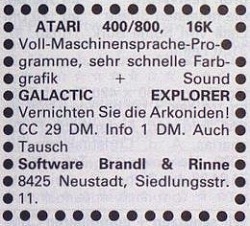 ATARI 400/800, 16K
Voll-Maschinensprache-Pro-
gramme, sehr schnelle Farb-
grafik + Sound
GALACTIC EXPLORER
Vernichten Sie die Arkoniden!
CC 29 DM. Info 1 DM. Auch
Tausch
Software Brandl & Rinne
8425 Neustadt, Siedlungsstr.
11.